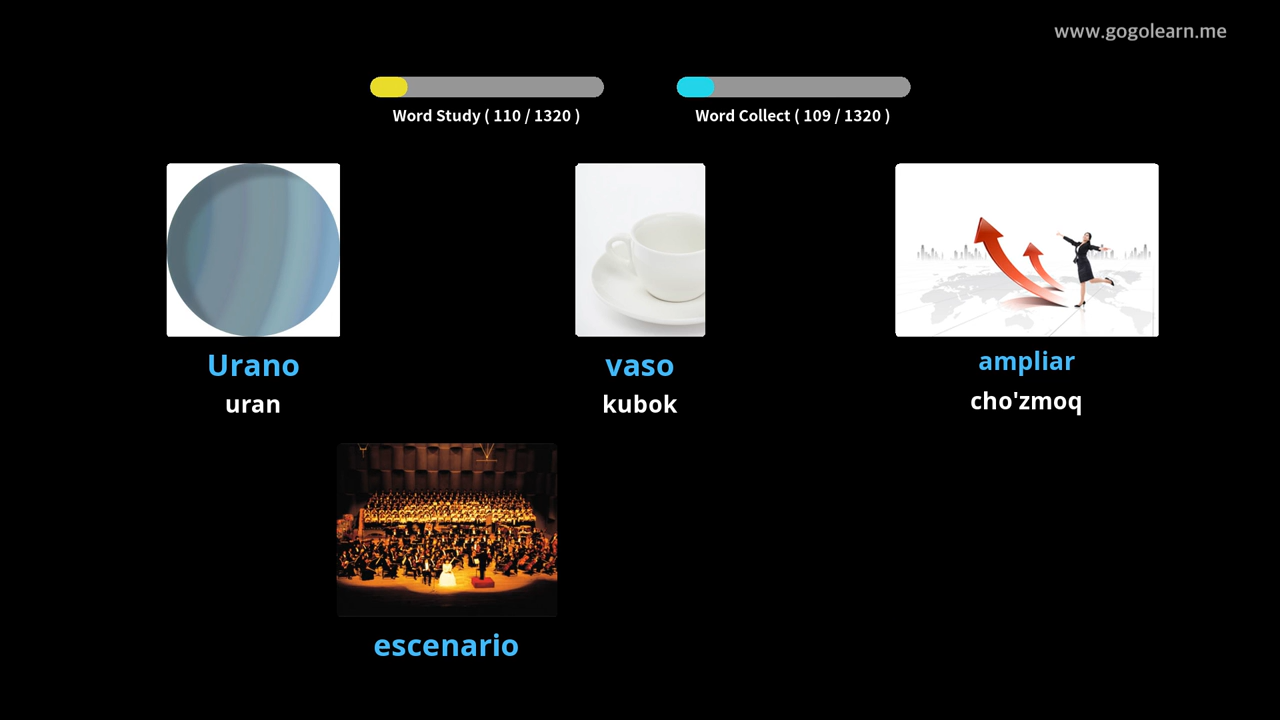 www.gogolearn.me
Word Study ( 110 / 1320 )
Word Collect ( 109 / 1320 )
Urano
uran
vaso
kubok
ampliar
cho'zmoq
escenario